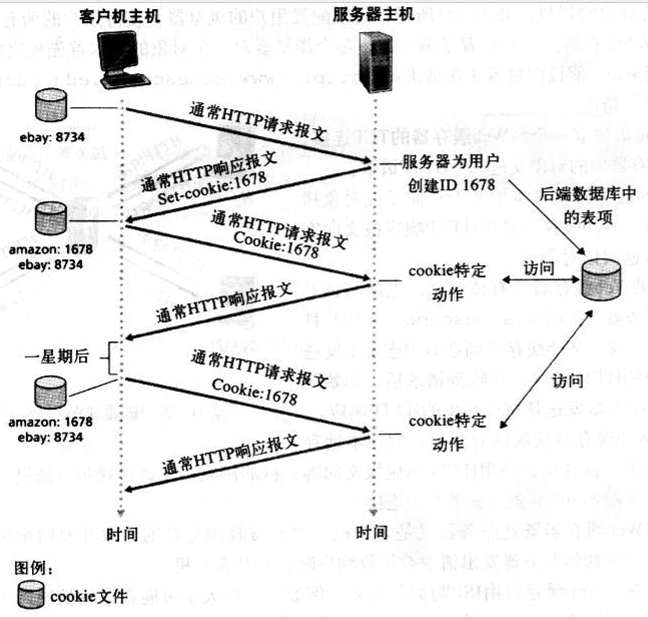 客户机主机
服务器主机
ebay: 8734
通常HTTP请求报文
服务器为用户
创建ID 1678
通常HTTP响应报文
Set-cookie:1678
后端数据库中
的表项
amazon: 1678
ebay: 8734
通常HTTP请求报文
Cookie:1678
cookie特定
动作
访问
通常HTTP响应报文
一星期后
通常HTTP请求报文
Cookie:1678
访问
amazon: 1678
ebay: 8734
cookie特定
动作
通常HTTP响应报文
时间
时间
图例：
cookie文件